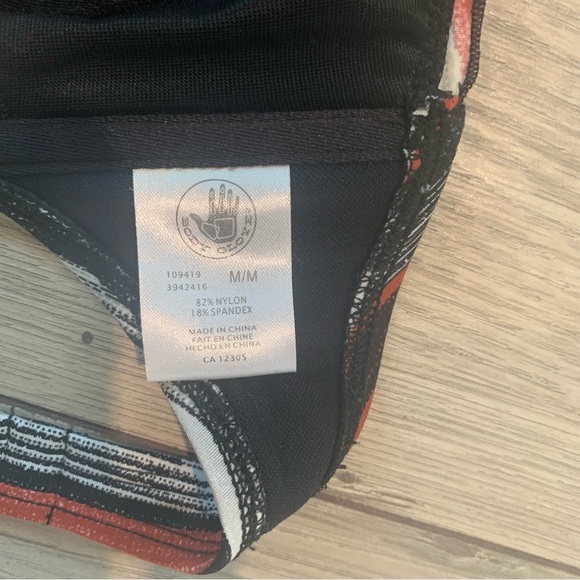 BODY GLOVE
109419 M/M
3942416
82% NYLON
18% SPANDEX
MADE IN CHINA
FAIT EN CHINE
HECHO EN CHINA
CA 12305